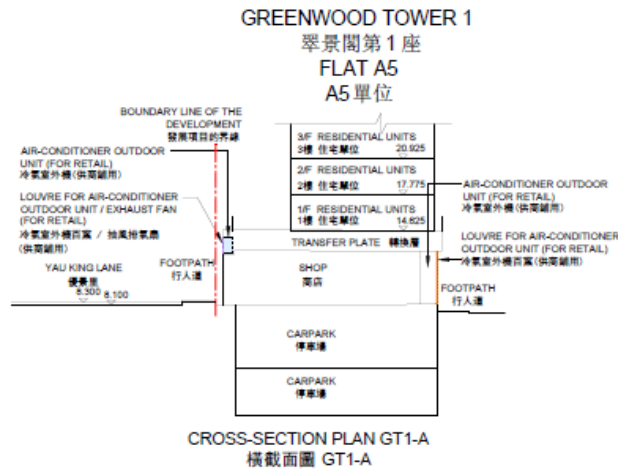 GREENWOOD TOWER 1
翠景閣第 1 座
FLAT A5
A5 單位
BOUNDARY LINE OF THE
DEVELOPMENT
發展項目的界線
AIR-CONDITIONER OUTDOOR
UNIT (FOR RETAIL)
冷氣室外機(供商舖用)
LOUVRE FOR AIR-CONDITIONER
OUTDOOR UNIT / EXHAUST FAN
(FOR RETAIL)
冷氣室外機百葉 / 抽風排氣扇
(供商舖用)
3/F RESIDENTIAL UNITS
3樓 住宅單位 20.925
2/F RESIDENTIAL UNITS
2樓 住宅單位 17.775
1/F RESIDENTIAL UNITS
1樓 住宅單位 14.625
TRANSFER PLATE 轉換層
AIR-CONDITIONER OUTDOOR
UNIT (FOR RETAIL)
冷氣室外機(供商舖用)
LOUVRE FOR AIR-CONDITIONER
OUTDOOR UNIT (FOR RETAIL)
冷氣室外機百葉(供商舖用)
YAU KING LANE
優景里
8.300 8.100
FOOTPATH
行人道
SHOP
商店
FOOTPATH
行人道
CARPARK
停車場
CARPARK
停車場
CROSS-SECTION PLAN GT1-A
橫截面圖 GT1-A